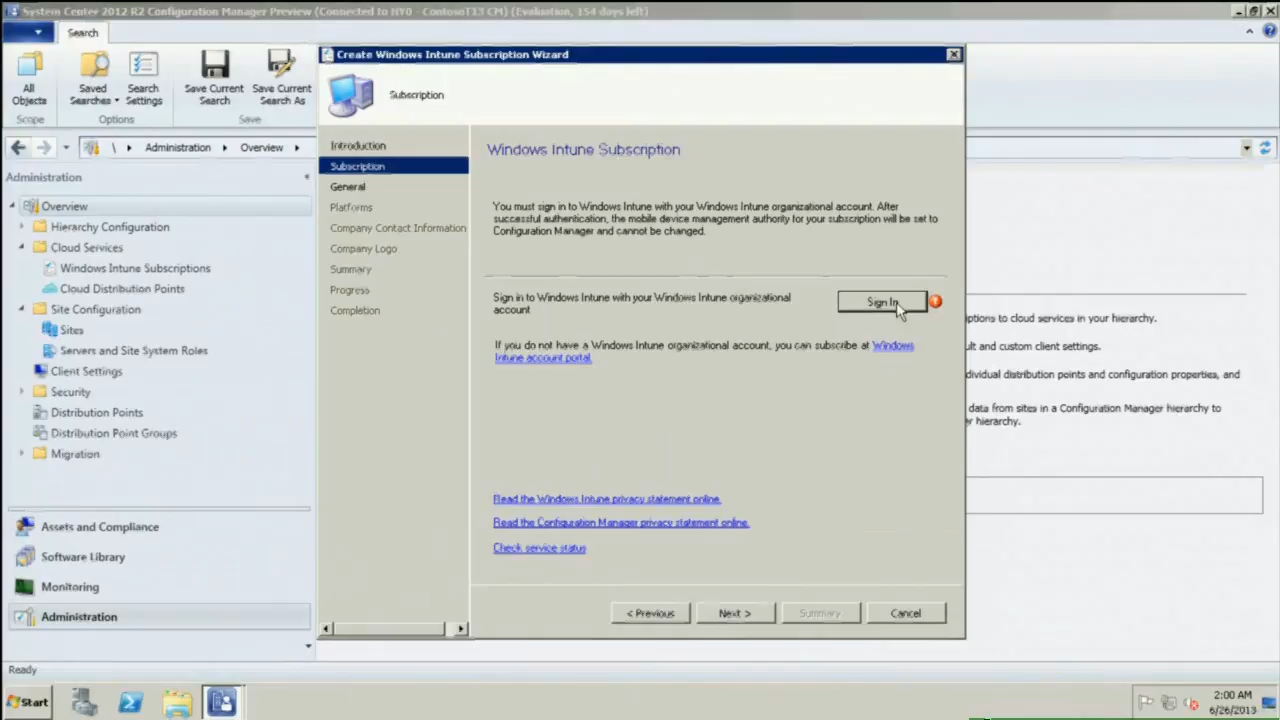 System Center 2012 R2 Configuration Manager Preview (Connected to NY0 - ContosoT13 CM) (Evaluation, 154 days left)
Search
All Objects
Saved Searches
Search Settings
Save Current Search
Save Current Search As
Scope
Options
Save
\ Administration Overview
Administration
Overview
Hierarchy Configuration
Cloud Services
Windows Intune Subscriptions
Cloud Distribution Points
Site Configuration
Sites
Servers and Site System Roles
Client Settings
Security
Distribution Points
Distribution Point Groups
Migration
Assets and Compliance
Software Library
Monitoring
Administration
Create Windows Intune Subscription Wizard
Subscription
Introduction
Subscription
General
Platforms
Company Contact Information
Company Logo
Summary
Progress
Completion
Windows Intune Subscription
You must sign in to Windows Intune with your Windows Intune organizational account. After
successful authentication, the mobile device management authority for your subscription will be set to
Configuration Manager and cannot be changed.
Sign in to Windows Intune with your Windows Intune organizational
account
Sign In
If you do not have a Windows Intune organizational account, you can subscribe at Windows
Intune account portal.
Read the Windows Intune privacy statement online.
Read the Configuration Manager privacy statement online.
Check service status
< Previous
Next >
Summary
Cancel
ptions to cloud services in your hierarchy.
ult and custom client settings.
dividual distribution points and configuration properties, and
data from sites in a Configuration Manager hierarchy to
er hierarchy.
Ready
Start
2:00 AM
6/26/2013